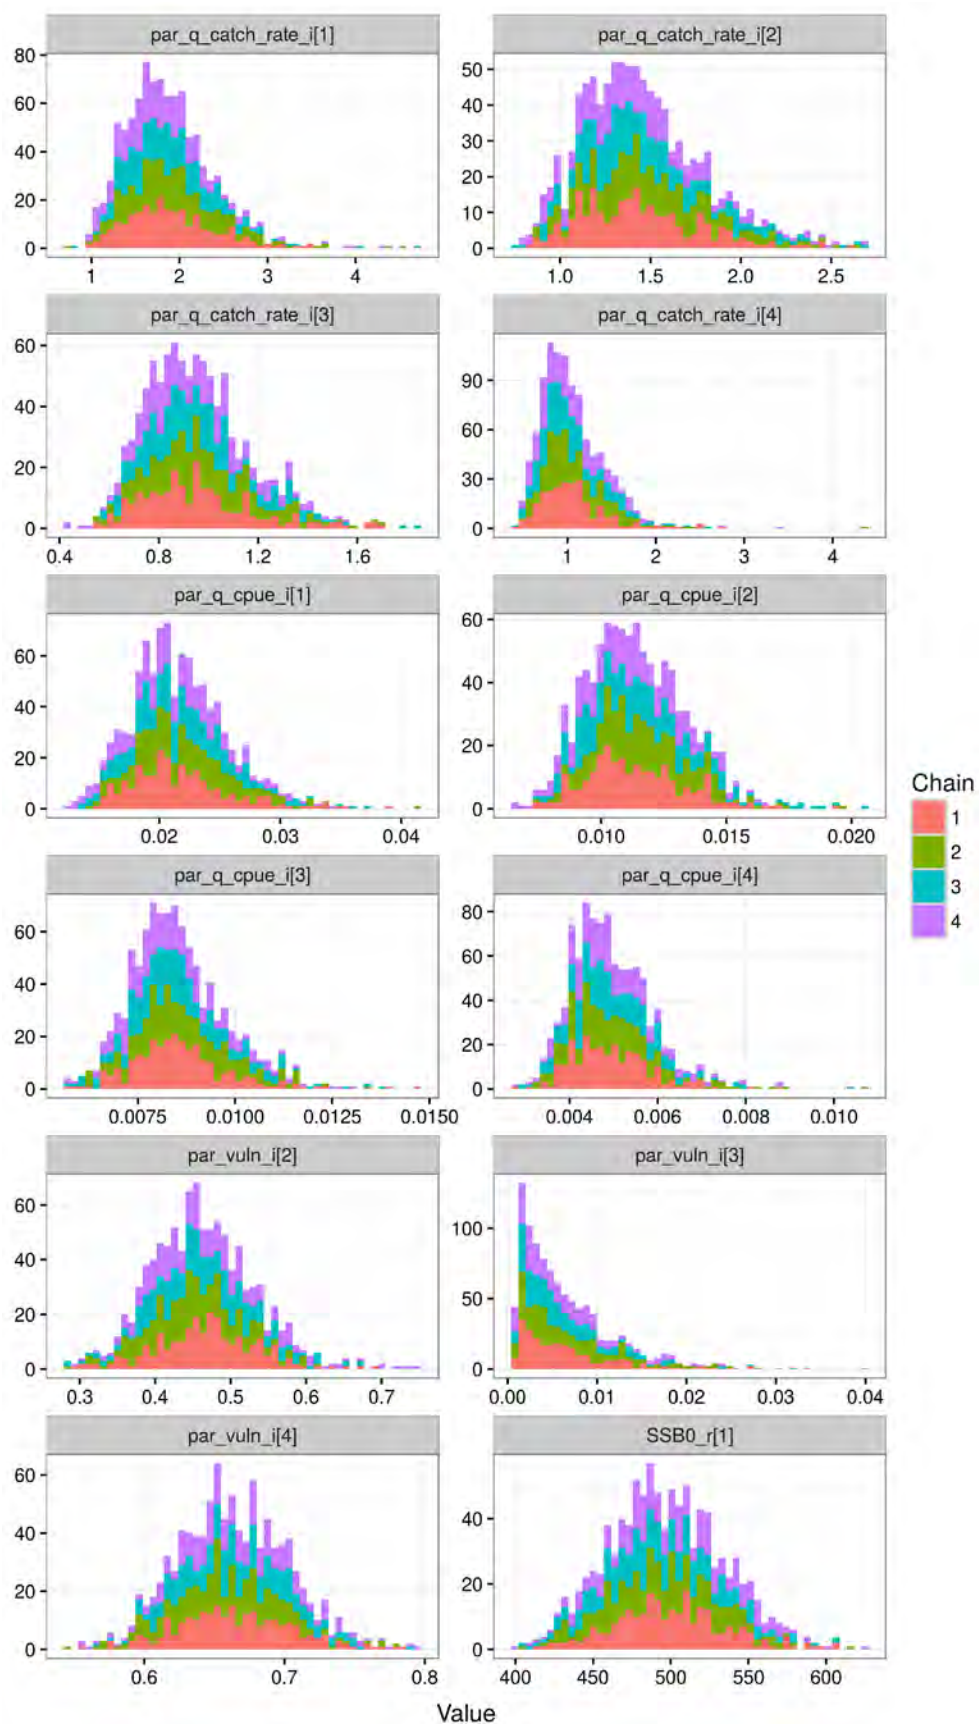 par_q_catch_rate_i[1] par_q_catch_rate_i[2]
80
60
40
20
0
50
40
30
20
10
0
1 2 3 4
1.0 1.5 2.0 2.5
par_q_catch_rate_i[3] par_q_catch_rate_i[4]
60
40
20
0
90
60
30
0
0.4 0.8 1.2 1.6
1 2 3 4
par_q_cpue_i[1] par_q_cpue_i[2]
60
40
20
0
60
40
20
0
0.02 0.03 0.04
0.010 0.015 0.020
Chain
1
2
3
4
par_q_cpue_i[3] par_q_cpue_i[4]
60
40
20
0
80
60
40
20
0
0.0075 0.0100 0.0125 0.0150
0.004 0.006 0.008 0.010
par_vuln_i[2] par_vuln_i[3]
60
40
20
0
100
50
0
0.3 0.4 0.5 0.6 0.7
0.00 0.01 0.02 0.03 0.04
par_vuln_i[4] SSB0_r[1]
60
40
20
0
40
20
0
0.6 0.7 0.8
400 450 500 550 600
Value